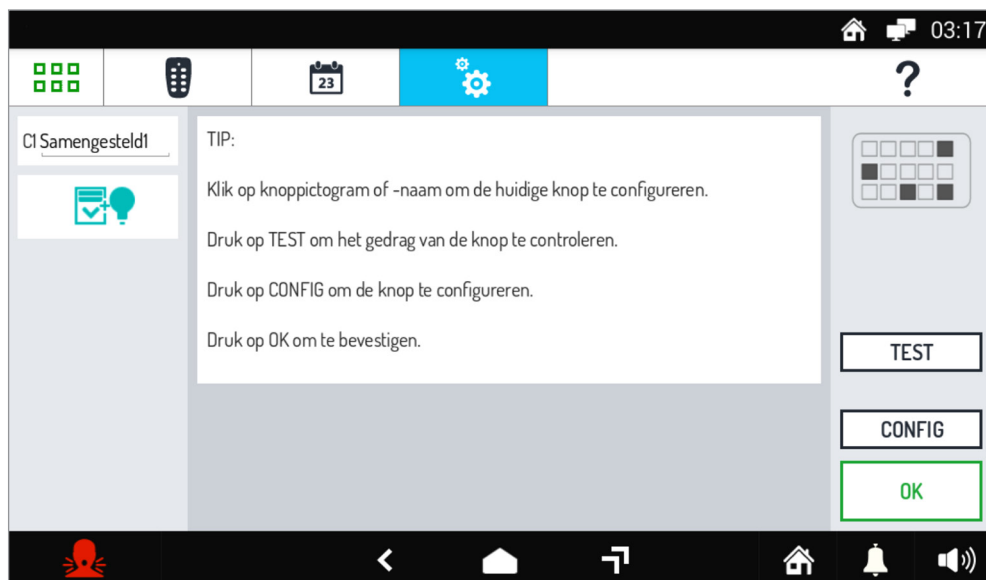 03:17
23
?
C1 Samengesteld1
TIP:
Klik op knoppictogram of -naam om de huidige knop te configureren.
Druk op TEST om het gedrag van de knop te controleren.
Druk op CONFIG om de knop te configureren.
Druk op OK om te bevestigen.
TEST
CONFIG
OK